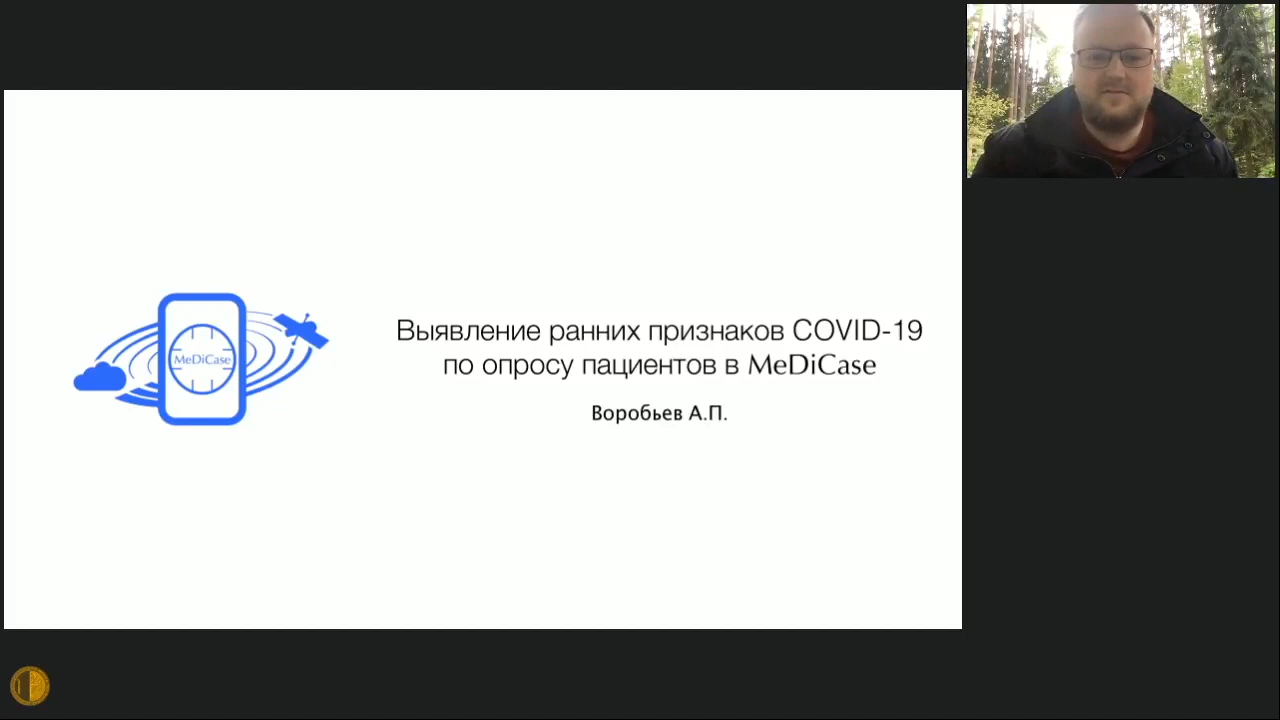 MeDiCase
Выявление ранних признаков COVID-19
по опросу пациентов в MeDiCase
Воробьев А.П.